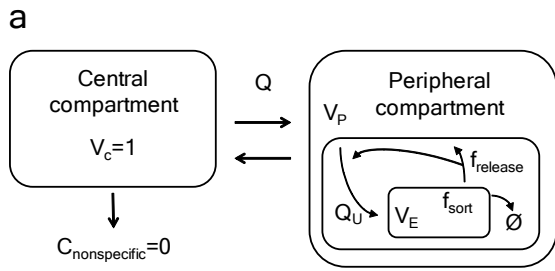 a
Central
compartment
V_c=1
Q
Peripheral
compartment
V_P
f_release
Q_U
V_E
f_sort
Ø
C_nonspecific=0